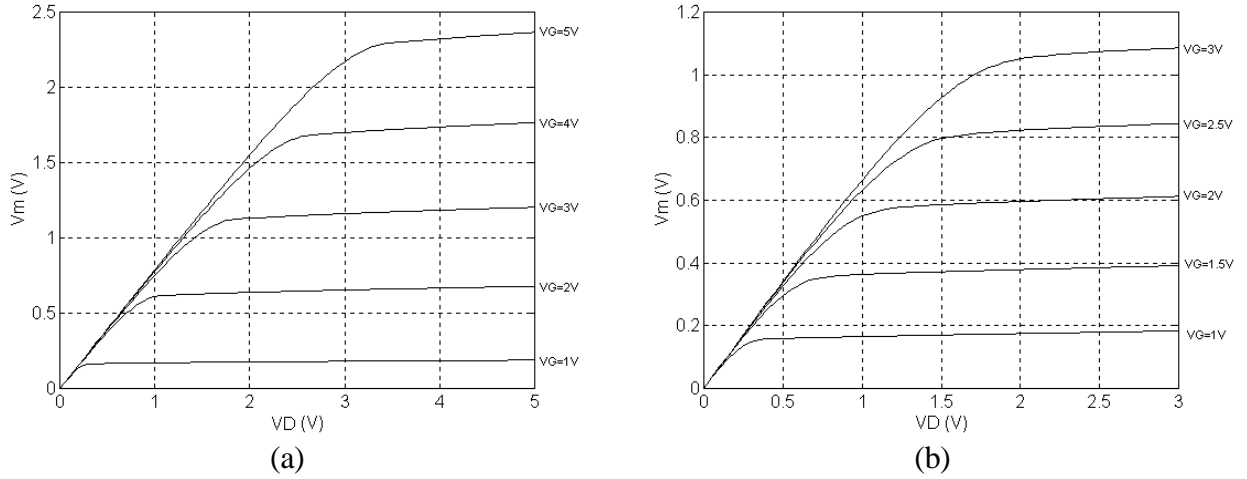 2.5
2
1.5
1
0.5
0
Vm (V)
0 1 2 3 4 5
VD (V)
VG=5V
VG=4V
VG=3V
VG=2V
VG=1V
(a)
1.2
1
0.8
0.6
0.4
0.2
0
Vm (V)
0 0.5 1 1.5 2 2.5 3
VD (V)
VG=3V
VG=2.5V
VG=2V
VG=1.5V
VG=1V
(b)